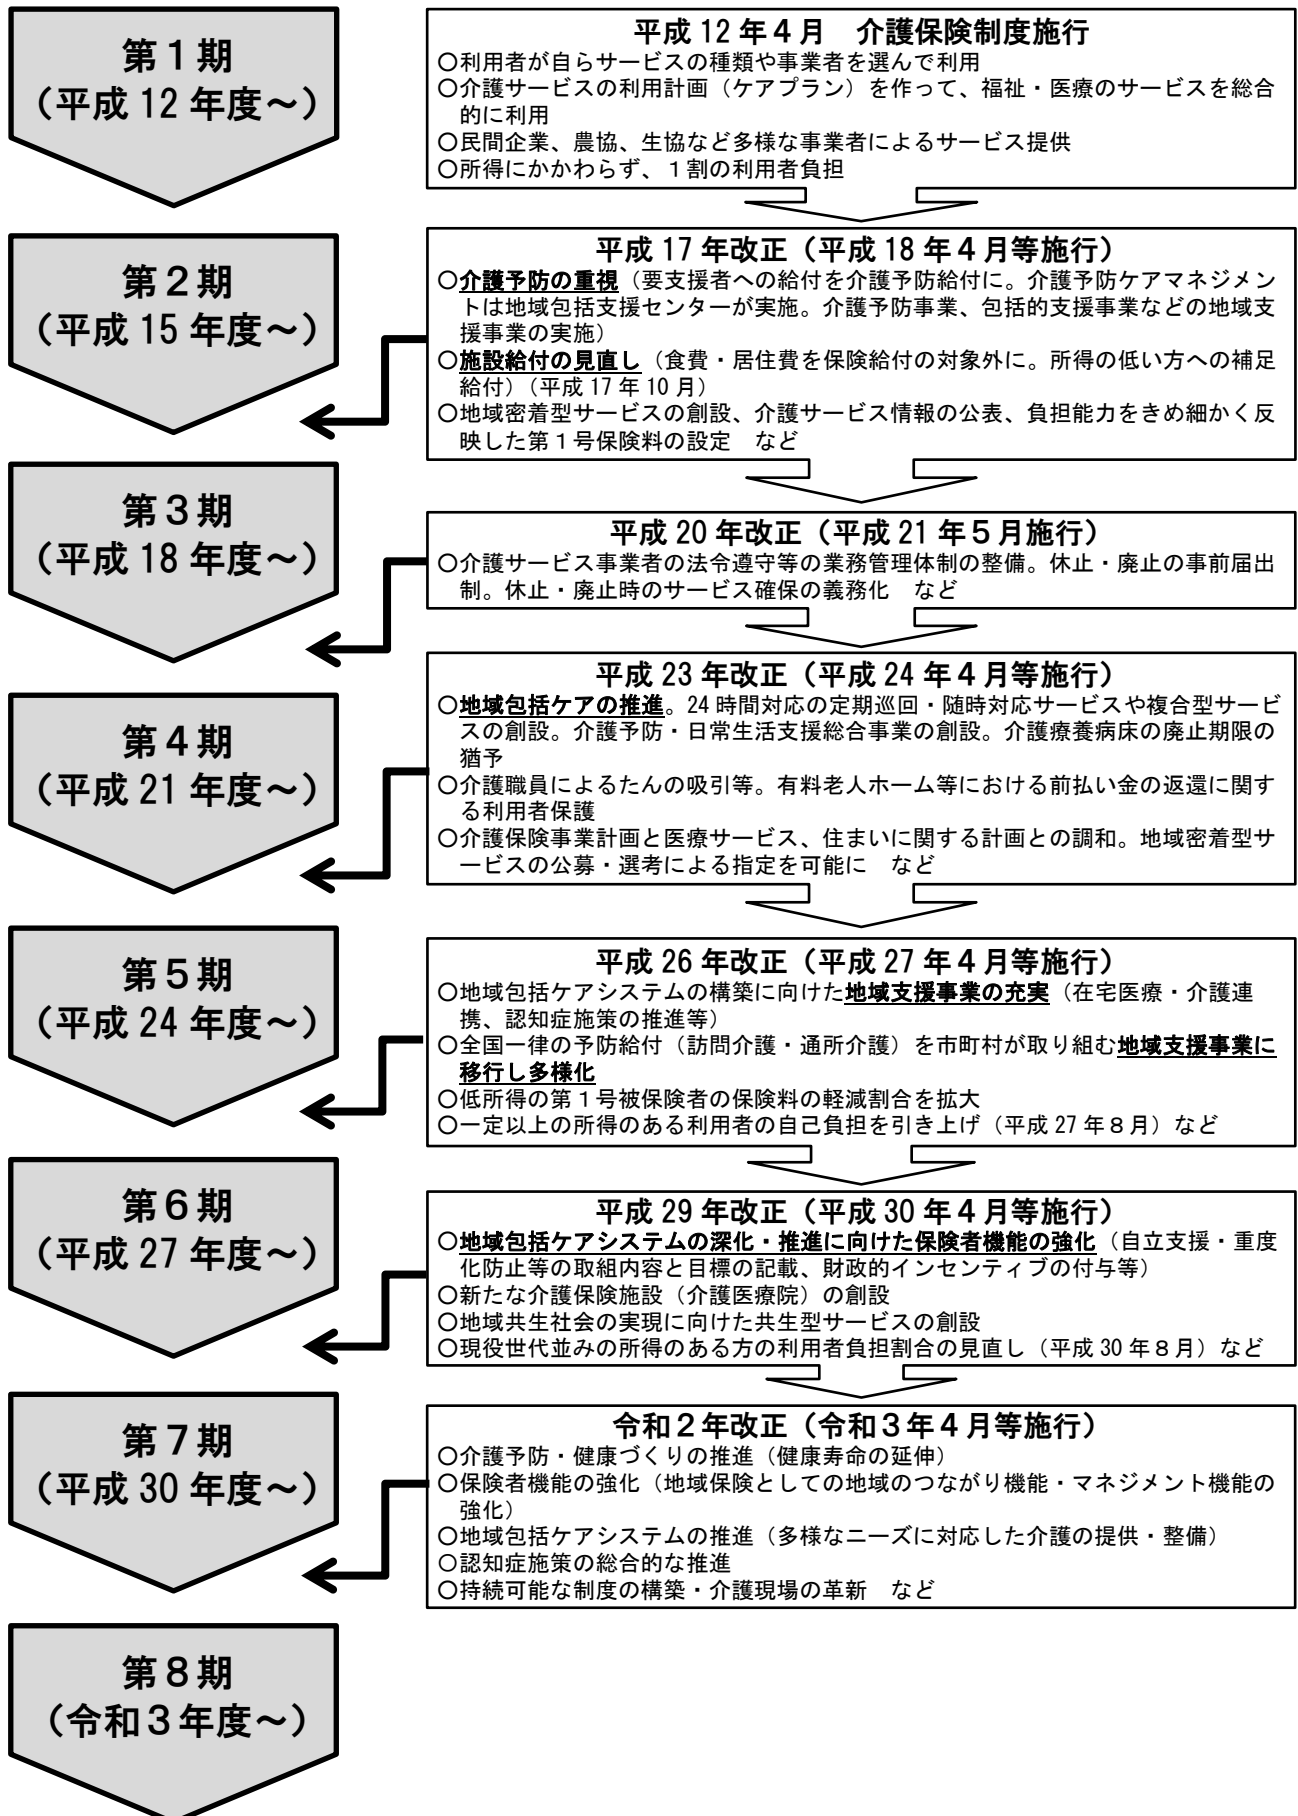 第１期
（平成 12 年度～）
平成 12 年４月　介護保険制度施行
○利用者が自らサービスの種類や事業者を選んで利用
○介護サービスの利用計画（ケアプラン）を作って、福祉・医療のサービスを総合
的に利用
○民間企業、農協、生協など多様な事業者によるサービス提供
○所得にかかわらず、１割の利用者負担
第２期
（平成 15 年度～）
平成 17 年改正（平成 18 年４月等施行）
○介護予防の重視（要支援者への給付を介護予防給付に。介護予防ケアマネジメン
トは地域包括支援センターが実施。介護予防事業、包括的支援事業などの地域支
援事業の実施）
○施設給付の見直し（食費・居住費を保険給付の対象外に。所得の低い方への補足
給付）（平成 17 年 10 月）
○地域密着型サービスの創設、介護サービス情報の公表、負担能力をきめ細かく反
映した第１号保険料の設定　など
第３期
（平成 18 年度～）
平成 20 年改正（平成 21 年５月施行）
○介護サービス事業者の法令遵守等の業務管理体制の整備。休止・廃止の事前届出
制。休止・廃止時のサービス確保の義務化　など
第４期
（平成 21 年度～）
平成 23 年改正（平成 24 年４月等施行）
○地域包括ケアの推進。24 時間対応の定期巡回・随時対応サービスや複合型サービ
スの創設。介護予防・日常生活支援総合事業の創設。介護療養病床の廃止期限の
猶予
○介護職員によるたんの吸引等。有料老人ホーム等における前払い金の返還に関す
る利用者保護
○介護保険事業計画と医療サービス、住まいに関する計画との調和。地域密着型サ
ービスの公募・選考による指定を可能に　など
第５期
（平成 24 年度～）
平成 26 年改正（平成 27 年４月等施行）
○地域包括ケアシステムの構築に向けた地域支援事業の充実（在宅医療・介護連
携、認知症施策の推進等）
○全国一律の予防給付（訪問介護・通所介護）を市町村が取り組む地域支援事業に
移行し多様化
○低所得の第１号被保険者の保険料の軽減割合を拡大
○一定以上の所得のある利用者の自己負担を引き上げ（平成 27 年８月）など
第６期
（平成 27 年度～）
平成 29 年改正（平成 30 年４月等施行）
○地域包括ケアシステムの深化・推進に向けた保険者機能の強化（自立支援・重度
化防止等の取組内容と目標の記載、財政的インセンティブの付与等）
○新たな介護保険施設（介護医療院）の創設
○地域共生社会の実現に向けた共生型サービスの創設
○現役世代並みの所得のある方の利用者負担割合の見直し（平成 30 年８月）など
第７期
（平成 30 年度～）
令和２年改正（令和３年４月等施行）
○介護予防・健康づくりの推進（健康寿命の延伸）
○保険者機能の強化（地域保険としての地域のつながり機能・マネジメント機能の
強化）
○地域包括ケアシステムの推進（多様なニーズに対応した介護の提供・整備）
○認知症施策の総合的な推進
○持続可能な制度の構築・介護現場の革新　など
第８期
（令和３年度～）